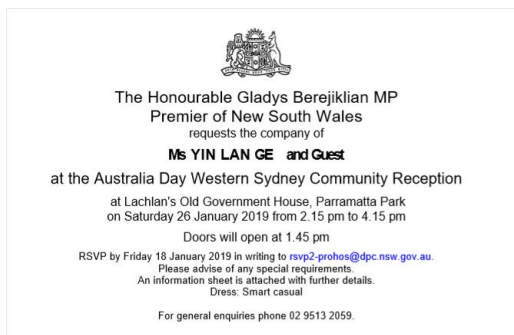 The Honourable Gladys Berejiklian MP
Premier of New South Wales
requests the company of
Ms YIN LAN GE and Guest
at the Australia Day Western Sydney Community Reception
at Lachlan's Old Government House, Parramatta Park
on Saturday 26 January 2019 from 2.15 pm to 4.15 pm
Doors will open at 1.45 pm
RSVP by Friday 18 January 2019 in writing to rsvp2-prohos@dpc.nsw.gov.au.
Please advise of any special requirements.
An information sheet is attached with further details.
Dress: Smart casual
For general enquiries phone 02 9513 2059.